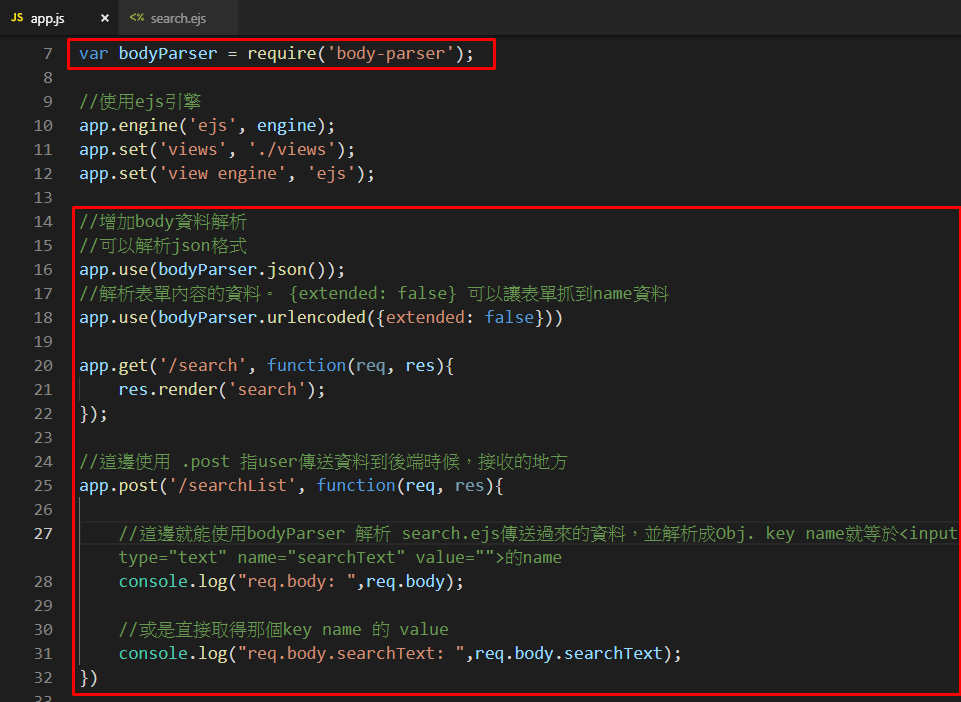 JS app.js × <% search.ejs
7 var bodyParser = require('body-parser');
8
9 //使用ejs引擎
10 app.engine('ejs', engine);
11 app.set('views', './views');
12 app.set('view engine', 'ejs');
13
14 //增加body資料解析
15 //可以解析json格式
16 app.use(bodyParser.json());
17 //解析表單內容的資料。 {extended: false} 可以讓表單抓到name資料
18 app.use(bodyParser.urlencoded({extended: false}))
19
20 app.get('/search', function(req, res){
21 res.render('search');
22 });
23
24 //這邊使用 .post 指user傳送資料到後端時候，接收的地方
25 app.post('/searchList', function(req, res){
26
27 //這邊就能使用bodyParser 解析 search.ejs傳送過來的資料，並解析成Obj. key name就等於<input
type="text" name="searchText" value="">的name
28 console.log("req.body: ",req.body);
29
30 //或是直接取得那個key name 的 value
31 console.log("req.body.searchText: ",req.body.searchText);
32 })
33